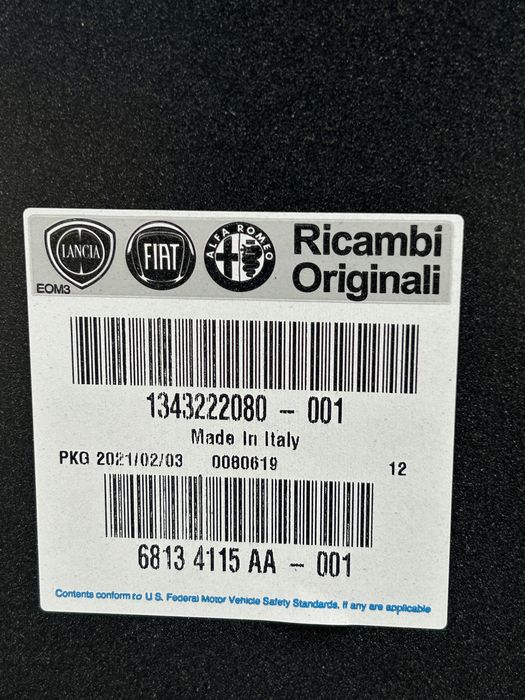 LANCIA FIAT ALFA ROMEO Ricambi
EOM3 Originali
1343222080 - 001
Made In Italy
PKG 2021/02/03 0080619 12
6813 4115 AA - 001
Contents conform to U.S. Federal Motor Vehicle Safety Standards, if any are applicable